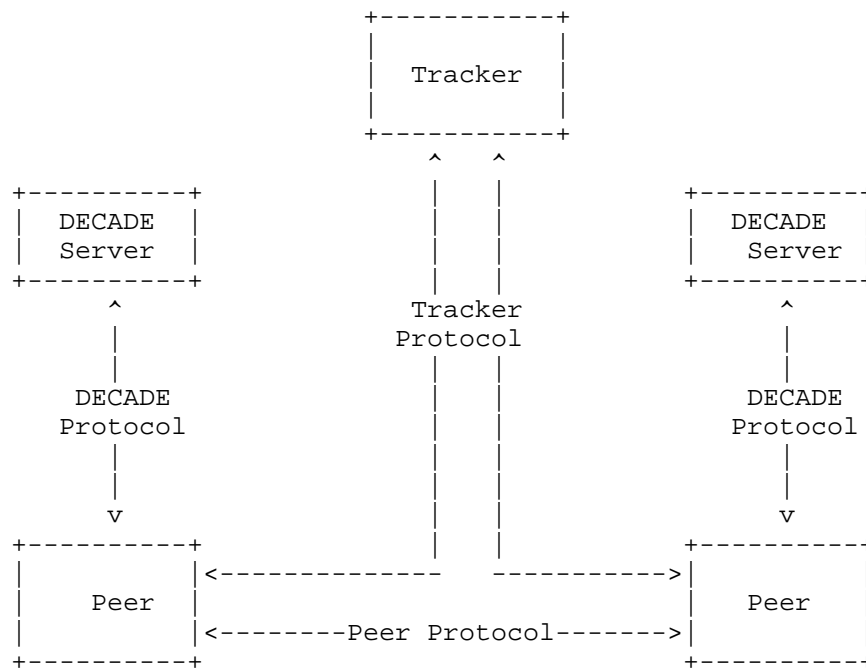 Tracker
DECADE
Server
DECADE
Server
Tracker
Protocol
DECADE
Protocol
DECADE
Protocol
v
v
Peer
Peer
Peer Protocol